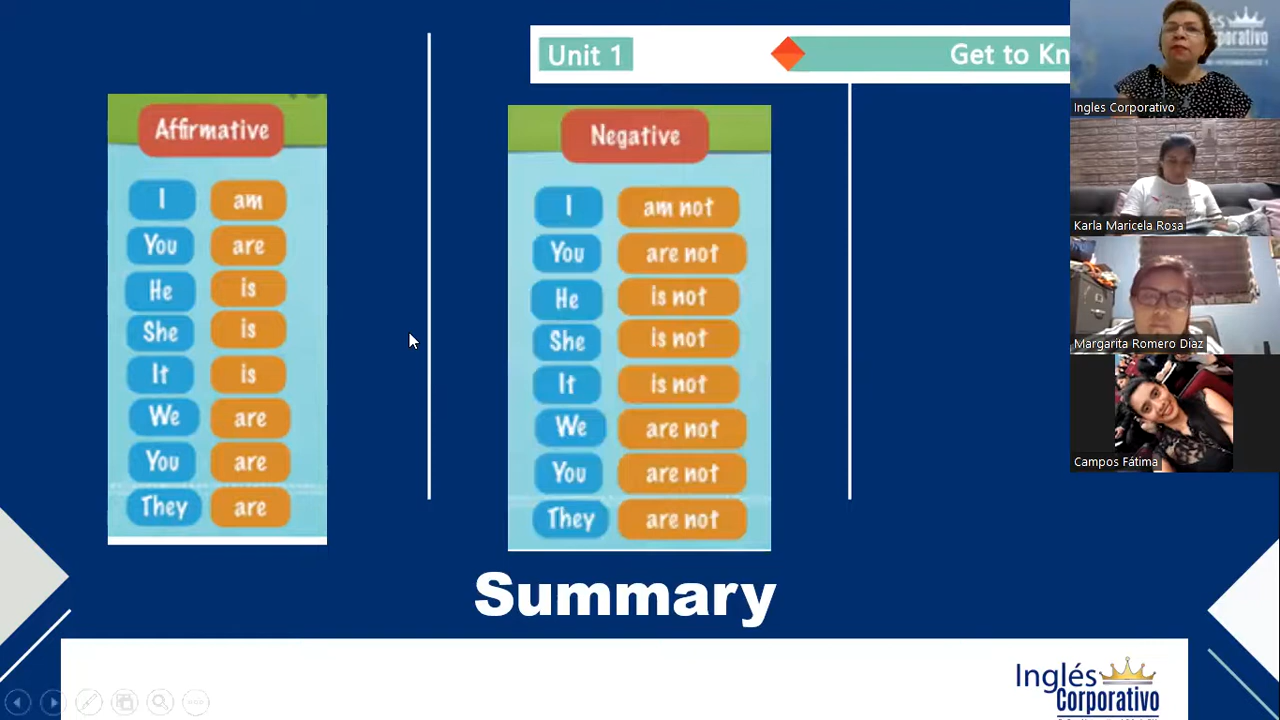 Unit 1
Get to Kn
Affirmative
I am
You are
He is
She is
It is
We are
You are
They are
Negative
I am not
You are not
He is not
She is not
It is not
We are not
You are not
They are not
Summary
Inglés
Corporativo
Ingles Corporativo
Karla Maricela Rosa
Margarita Romero Diaz
Campos Fátima